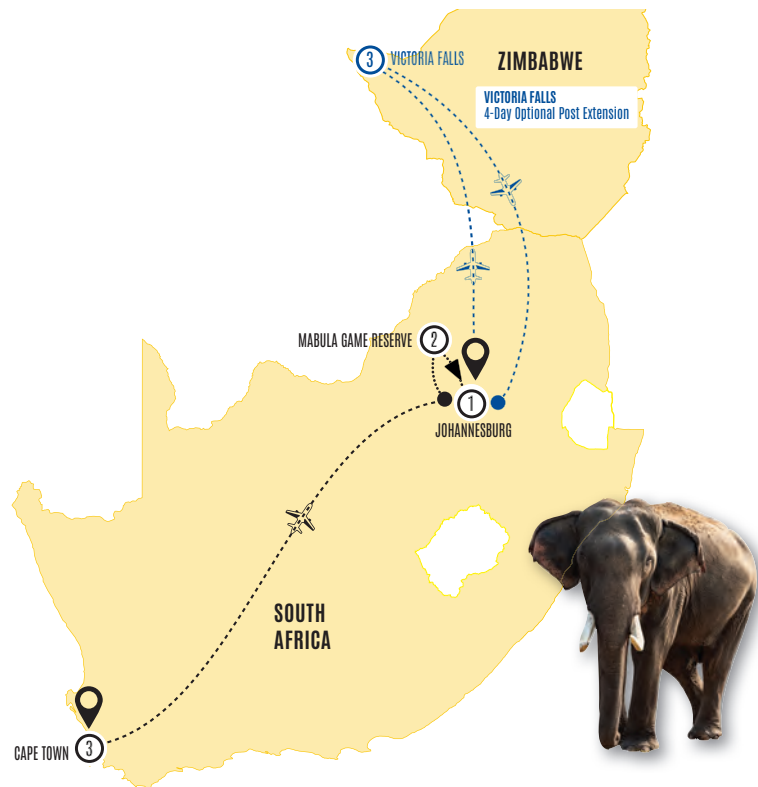 3
VICTORIA FALLS
ZIMBABWE
VICTORIA FALLS
4-Day Optional Post Extension
MABULA GAME RESERVE
2
1
JOHANNESBURG
SOUTH
AFRICA
CAPE TOWN
3